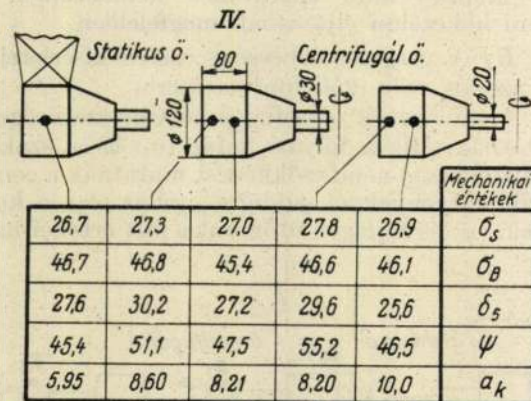 IV.
Statikus ö.
80
Centrifugál ö.
ø 120
ø30
ø 20
Mechanikai értékek
26,7 27,3 27,0 27,8 26,9 σs
46,7 46,8 45,4 46,6 46,1 σB
27,6 30,2 27,2 29,6 25,6 δ5
45,4 51,1 47,5 55,2 46,5 ψ
5,95 8,60 8,21 8,20 10,0 ak